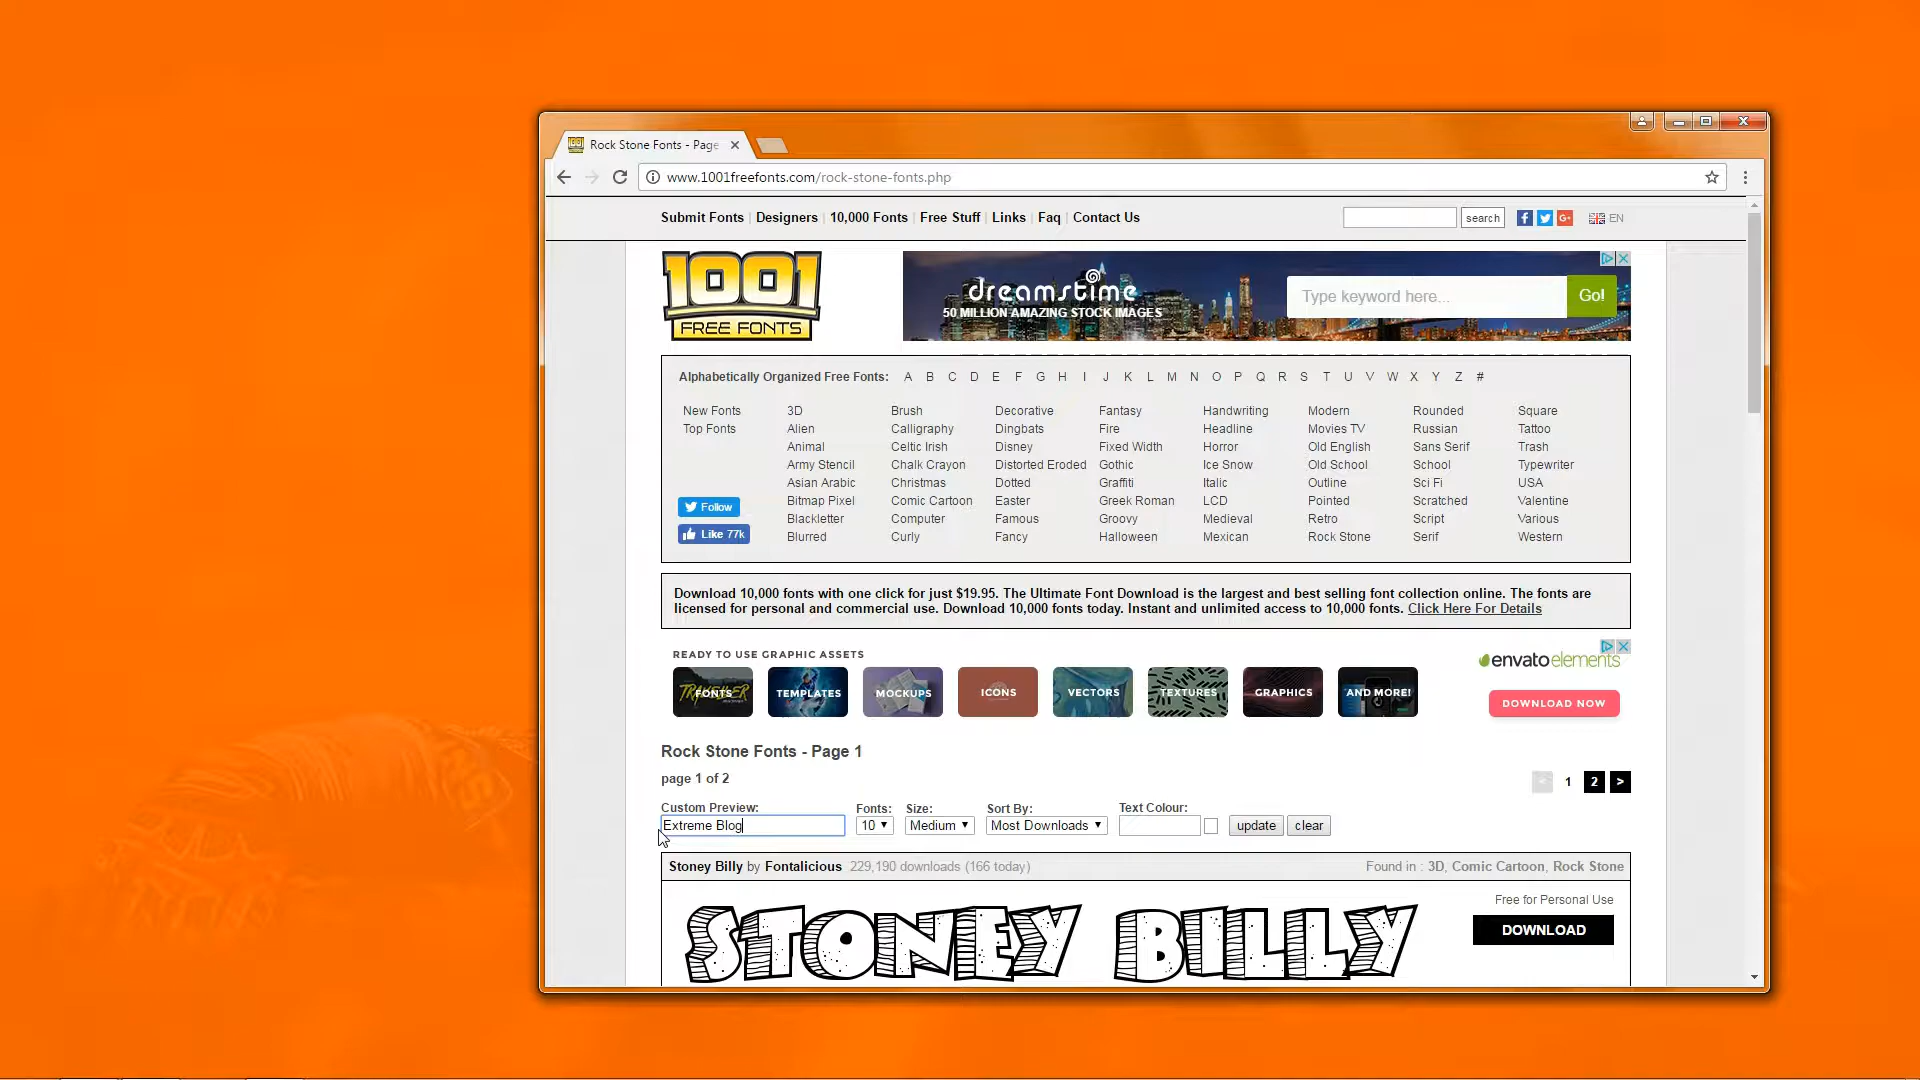 Rock Stone Fonts - Page
www.1001freefonts.com/rock-stone-fonts.php
Submit Fonts | Designers | 10,000 Fonts | Free Stuff | Links | Faq | Contact Us
search
EN
1001
FREE FONTS
dreamstime
50 MILLION AMAZING STOCK IMAGES
Type keyword here...
Go!
Alphabetically Organized Free Fonts: A B C D E F G H I J K L M N O P Q R S T U V W X Y Z #
New Fonts 3D Brush Decorative Fantasy Handwriting Modern Rounded Square
Top Fonts Alien Calligraphy Dingbats Fire Headline Movies TV Russian Tattoo
Animal Celtic Irish Disney Fixed Width Horror Old English Sans Serif Trash
Army Stencil Chalk Crayon Distorted Eroded Gothic Ice Snow Old School School Typewriter
Asian Arabic Christmas Dotted Graffiti Italic Outline Sci Fi USA
Follow Bitmap Pixel Comic Cartoon Easter Greek Roman LCD Pointed Scratched Valentine
Blackletter Computer Famous Groovy Medieval Retro Script Various
Like 77k Blurred Curly Fancy Halloween Mexican Rock Stone Serif Western
Download 10,000 fonts with one click for just $19.95. The Ultimate Font Download is the largest and best selling font collection online. The fonts are
licensed for personal and commercial use. Download 10,000 fonts today. Instant and unlimited access to 10,000 fonts. Click Here For Details
READY TO USE GRAPHIC ASSETS
envato elements
FONTS TEMPLATES MOCKUPS ICONS VECTORS TEXTURES GRAPHICS AND MORE!
DOWNLOAD NOW
Rock Stone Fonts - Page 1
page 1 of 2
< 1 2 >
Custom Preview: Fonts: Size: Sort By: Text Colour:
Extreme Blog 10 Medium Most Downloads update clear
Stoney Billy by Fontalicious 229,190 downloads (166 today) Found in : 3D, Comic Cartoon, Rock Stone
Free for Personal Use
DOWNLOAD
STONEY BILLY